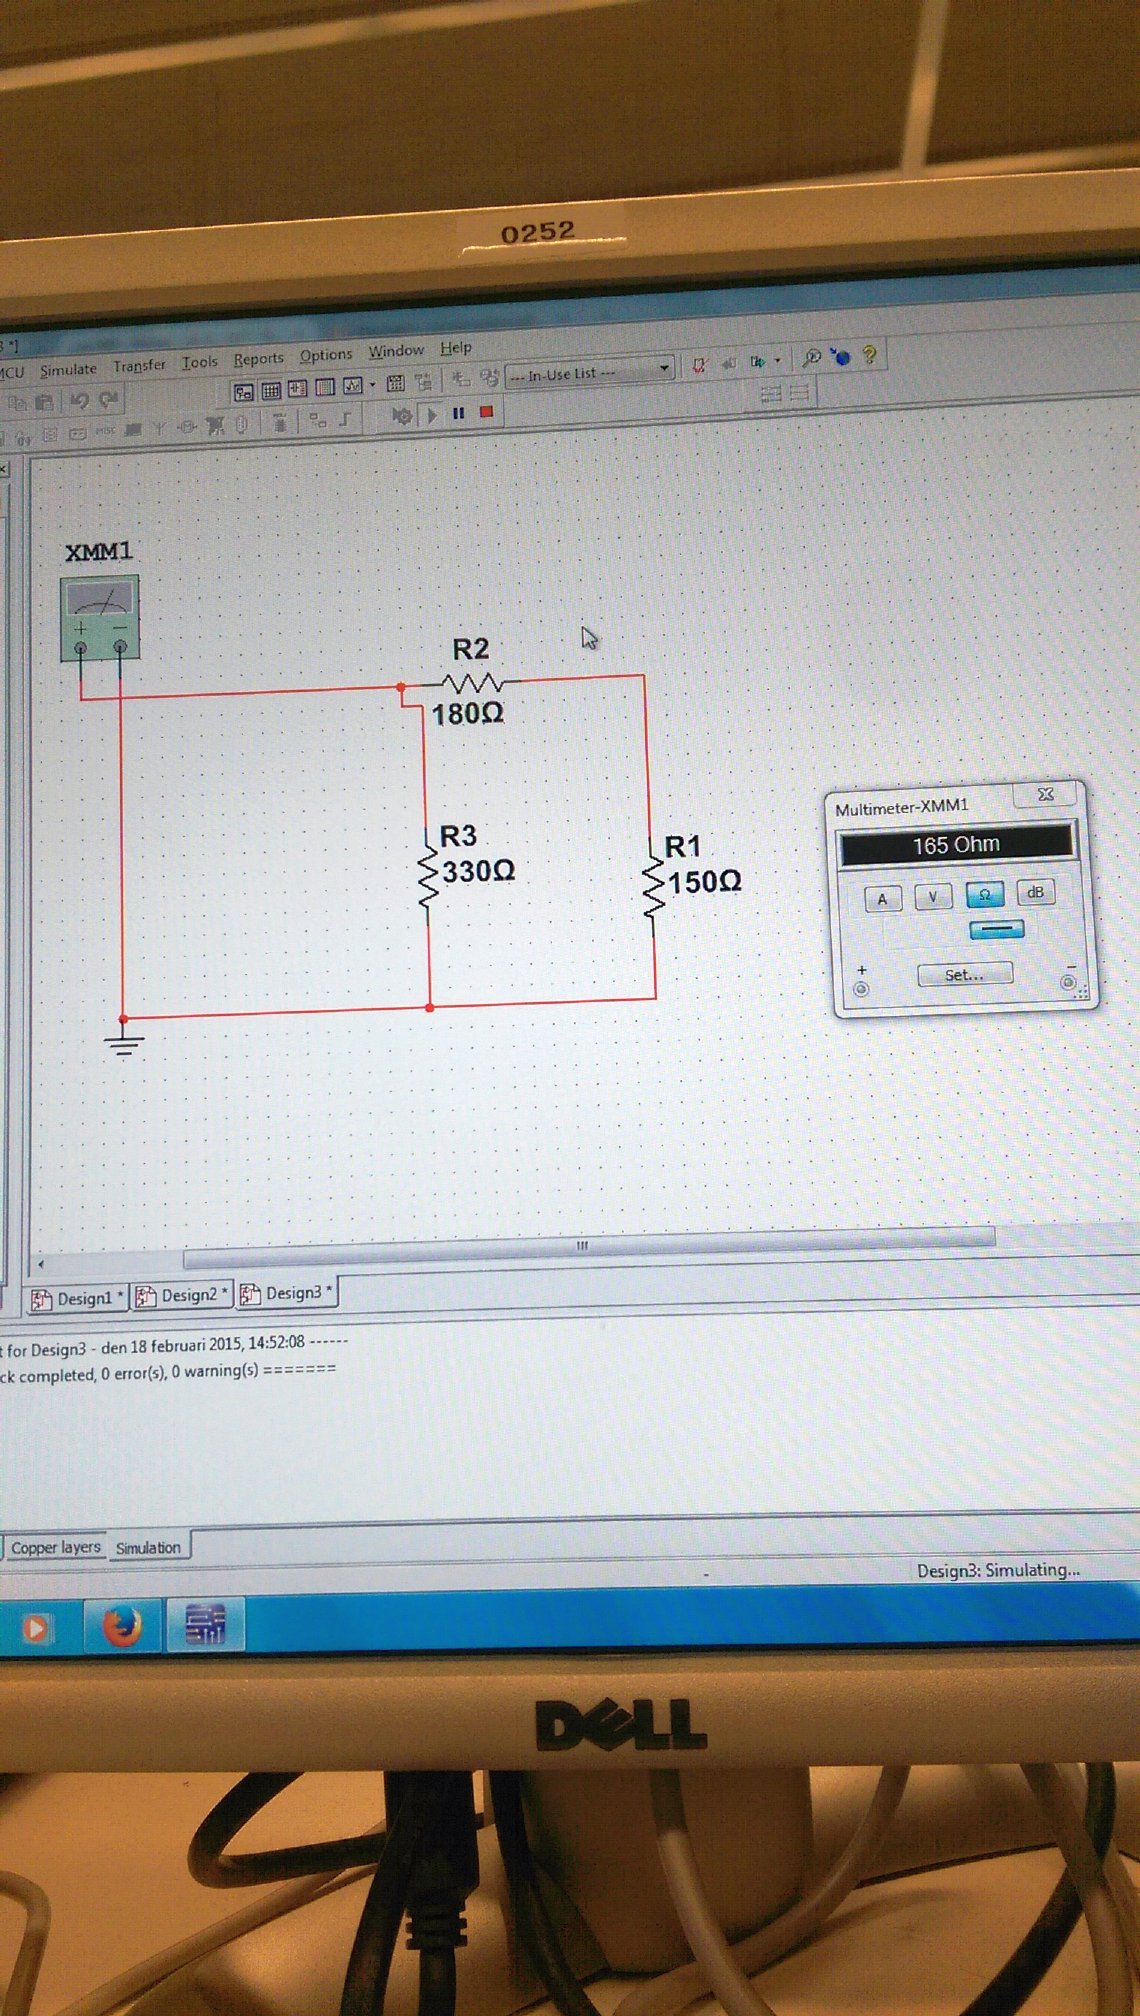 0252
Simulate Transfer Tools Reports Options Window Help
--- In-Use List ---
MISC
XMM1
+ −
R2
180Ω
R3
330Ω
R1
150Ω
Multimeter-XMM1
165 Ohm
A V Ω dB
Set...
+ −
Design1 * Design2 * Design3 *
t for Design3 - den 18 februari 2015, 14:52:08 ------
ck completed, 0 error(s), 0 warning(s) =======
Copper layers Simulation
Design3: Simulating...
DELL